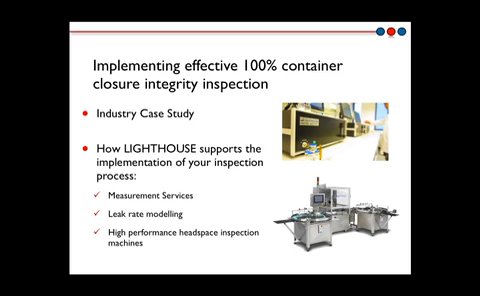 Implementing effective 100% container
closure integrity inspection
Industry Case Study
How LIGHTHOUSE supports the
implementation of your inspection
process:
Measurement Services
Leak rate modelling
High performance headspace inspection
machines